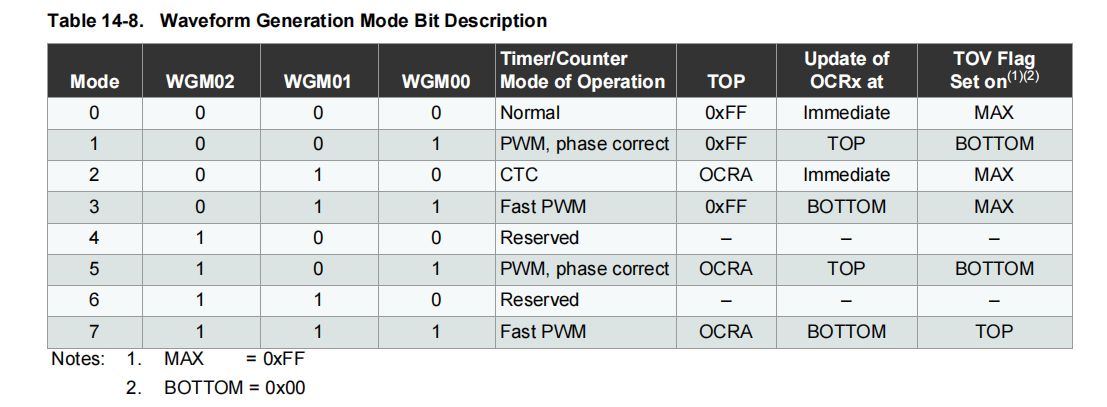 Table 14-8. Waveform Generation Mode Bit Description
Mode WGM02 WGM01 WGM00 Timer/Counter Mode of Operation TOP Update of OCRx at TOV Flag Set on(1)(2)
0 0 0 0 Normal 0xFF Immediate MAX
1 0 0 1 PWM, phase correct 0xFF TOP BOTTOM
2 0 1 0 CTC OCRA Immediate MAX
3 0 1 1 Fast PWM 0xFF BOTTOM MAX
4 1 0 0 Reserved – – –
5 1 0 1 PWM, phase correct OCRA TOP BOTTOM
6 1 1 0 Reserved – – –
7 1 1 1 Fast PWM OCRA BOTTOM TOP
Notes: 1. MAX = 0xFF
2. BOTTOM = 0x00